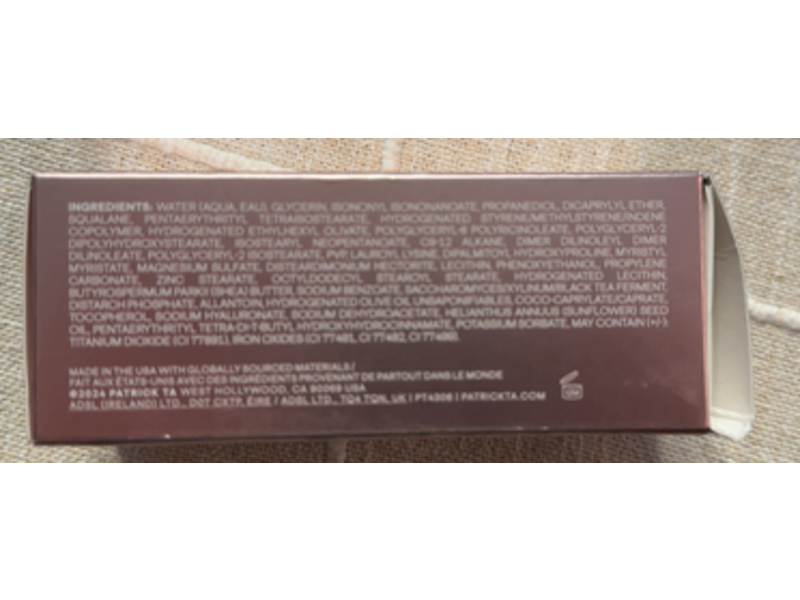 INGREDIENTS: WATER (AQUA, EAU), GLYCERIN, ISONONYL ISONONANOATE, PROPANEDIOL, DICAPRYLYL ETHER,
SQUALANE, PENTAERYTHRITYL TETRAISOSTEARATE, HYDROGENATED STYRENE/METHYLSTYRENE/INDENE
COPOLYMER, HYDROGENATED ETHYLHEXYL OLIVATE, POLYGLYCERYL-6 POLYRICINOLEATE, POLYGLYCERYL-2
DIPOLYHYDROXYSTEARATE, ISOSTEARYL NEOPENTANOATE, C9-12 ALKANE, DIMER DILINOLEYL DIMER
DILINOLEATE, POLYGLYCERYL-2 ISOSTEARATE, PVP, LAUROYL LYSINE, DIPALMITOYL HYDROXYPROLINE, MYRISTYL
MYRISTATE, MAGNESIUM SULFATE, DISTEARDIMONIUM HECTORITE, LECITHIN, PHENOXYETHANOL, PROPYLENE
CARBONATE, ZINC STEARATE, OCTYLDODECYL STEAROYL STEARATE, HYDROGENATED LECITHIN,
BUTYROSPERMUM PARKII (SHEA) BUTTER, SODIUM BENZOATE, SACCHAROMYCES/XYLINUM/BLACK TEA FERMENT,
DISTARCH PHOSPHATE, ALLANTOIN, HYDROGENATED OLIVE OIL UNSAPONIFIABLES, COCO-CAPRYLATE/CAPRATE,
TOCOPHEROL, SODIUM HYALURONATE, SODIUM DEHYDROACETATE, HELIANTHUS ANNUUS (SUNFLOWER) SEED
OIL, PENTAERYTHRITYL TETRA-DI-T-BUTYL HYDROXYHYDROCINNAMATE, POTASSIUM SORBATE, MAY CONTAIN (+/-):
TITANIUM DIOXIDE (CI 77891), IRON OXIDES (CI 77491, CI 77492, CI 77499).
MADE IN THE USA WITH GLOBALLY SOURCED MATERIALS /
FAIT AUX ÉTATS-UNIS AVEC DES INGRÉDIENTS PROVENANT DE PARTOUT DANS LE MONDE
©2024 PATRICK TA WEST HOLLYWOOD, CA 90069 USA
ADSL (IRELAND) LTD., D07 CXTP, ÉIRE / ADSL LTD., TQ4 7QN, UK | PT4306 | PATRICKTA.COM